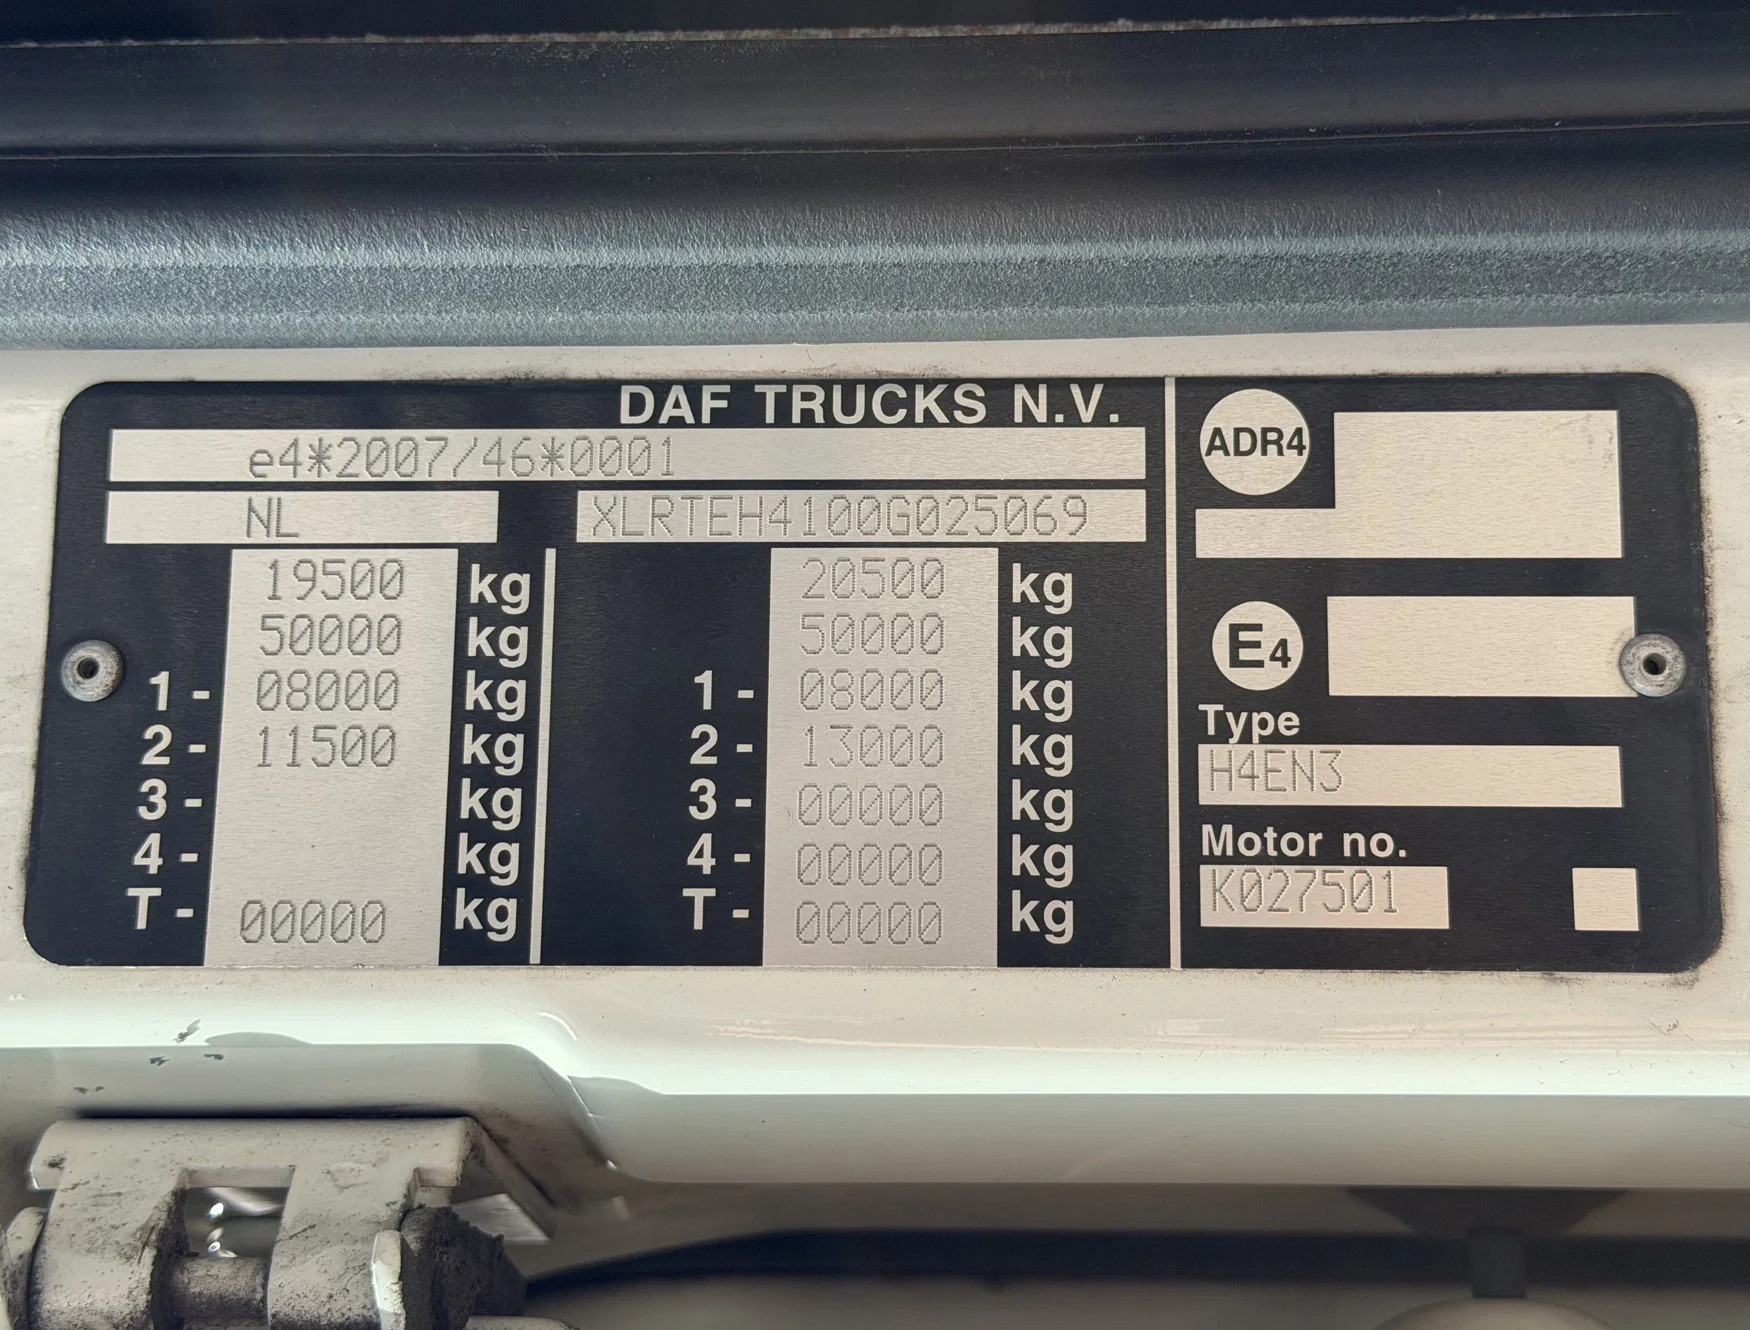 DAF TRUCKS N.V.
e4*2007/46*0001
NL XLRTEH4100G025069
19500 kg 20500 kg
50000 kg 50000 kg
1- 08000 kg 1- 08000 kg
2- 11500 kg 2- 13000 kg
3- kg 3- 00000 kg
4- kg 4- 00000 kg
T- 00000 kg T- 00000 kg
ADR4
E4
Type
H4EN3
Motor no.
K027501